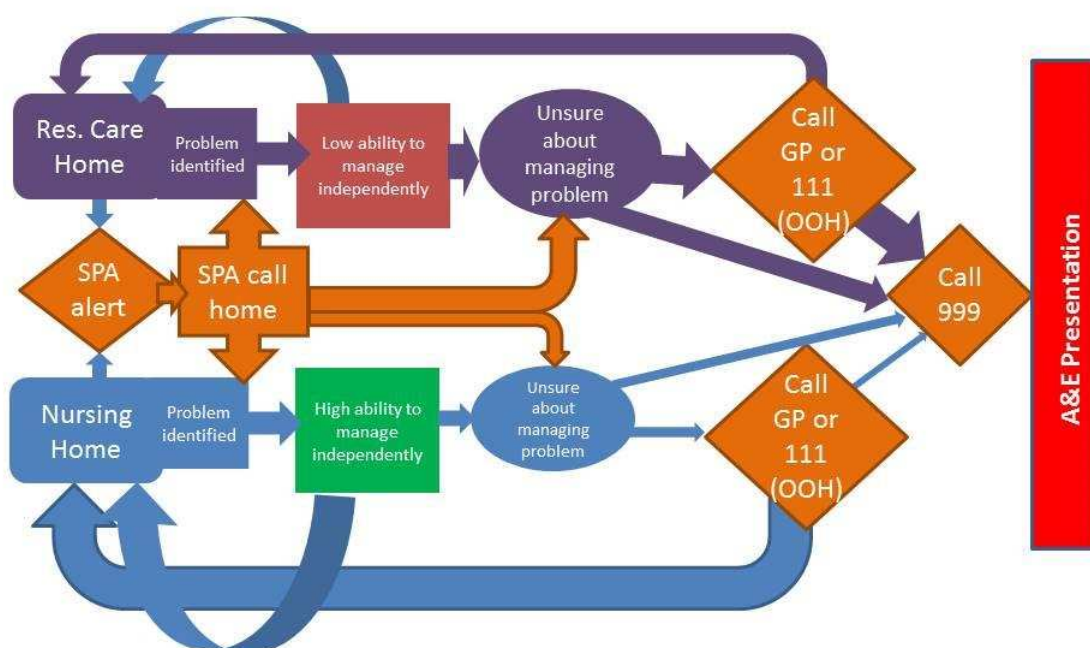 Res. Care
Home
Problem
identified
Low ability to
manage
independently
Unsure
about
managing
problem
Call
GP or
111
(OOH)
SPA
alert
SPA call
home
Call
999
A&E Presentation
Nursing
Home
Problem
identified
High ability to
manage
independently
Unsure
about
managing
problem
Call
GP or
111
(OOH)